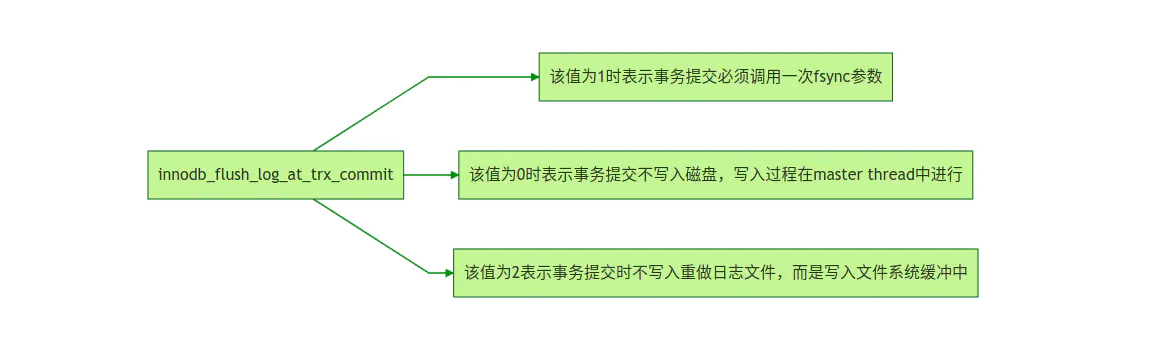 该值为1时表示事务提交必须调用一次fsync参数
innodb_flush_log_at_trx_commit
该值为0时表示事务提交不写入磁盘，写入过程在master thread中进行
该值为2表示事务提交时不写入重做日志文件，而是写入文件系统缓冲中